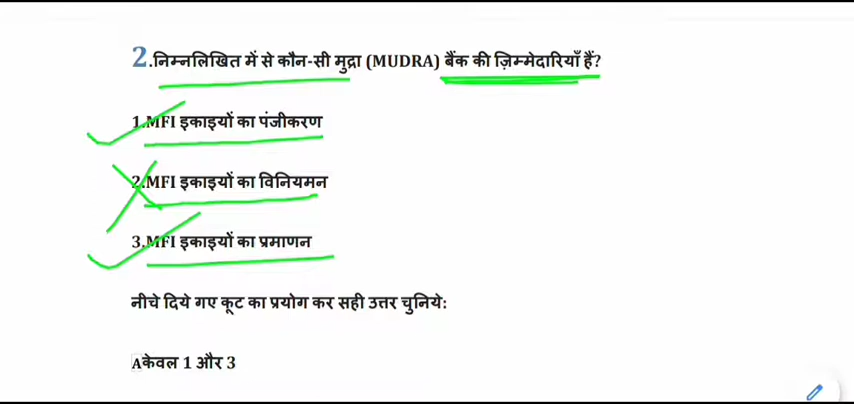 2.निम्नलिखित में से कौन-सी मुद्रा (MUDRA) बैंक की ज़िम्मेदारियाँ हैं?
1.MFI इकाइयों का पंजीकरण
2.MFI इकाइयों का विनियमन
3.MFI इकाइयों का प्रमाणन
नीचे दिये गए कूट का प्रयोग कर सही उत्तर चुनिये:
Aकेवल 1 और 3